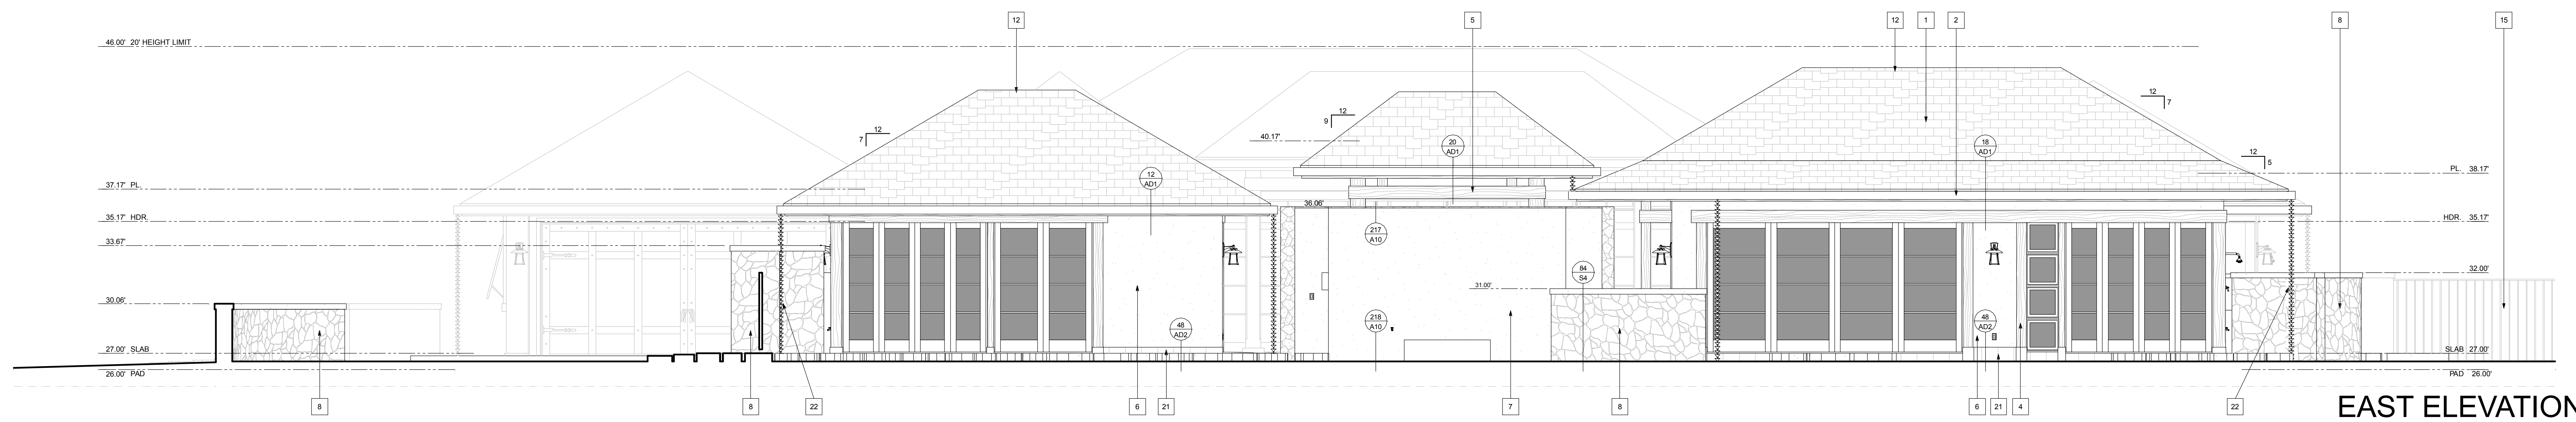 12
5
12
1
2
8
15
46.00' 20' HEIGHT LIMIT
12
7
12
9
12
7
40.17'
20
AD1
18
AD1
12
5
37.17' PL.
12
AD1
PL. 38.17'
36.06'
35.17' HDR.
HDR. 35.17'
217
A10
33.67'
84
S4
32.00'
31.00'
30.06'
48
AD2
218
A10
48
AD2
27.00' SLAB
SLAB 27.00'
26.00' PAD
PAD 26.00'
8
8
22
6
21
7
8
6
21
4
22
EAST ELEVATION